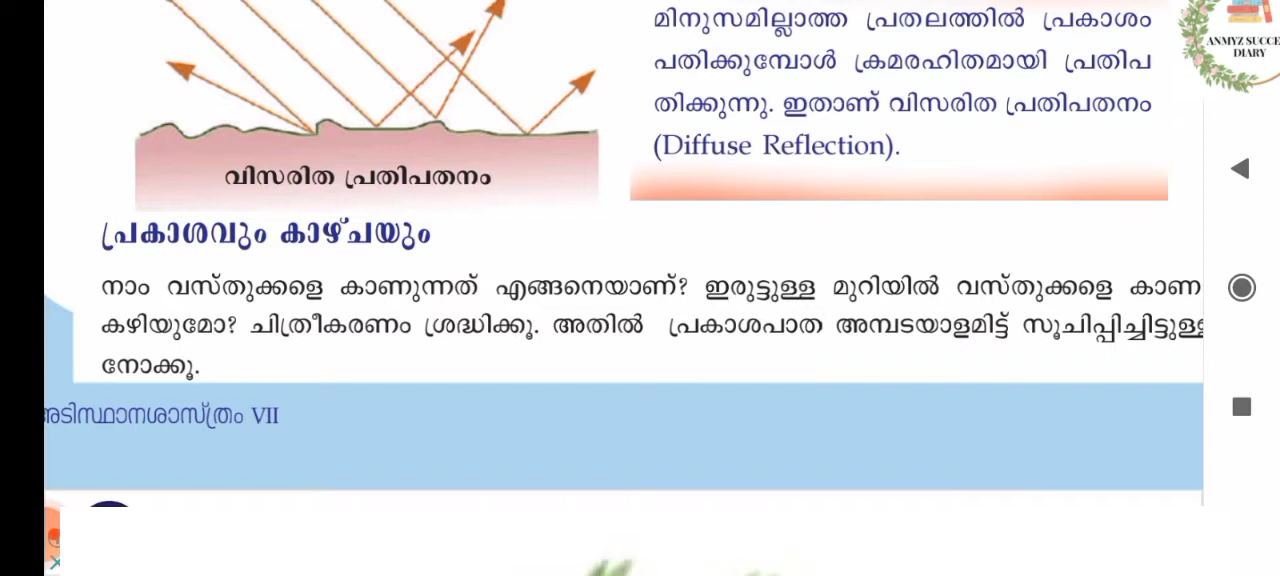 മിനുസമില്ലാത്ത പ്രതലത്തിൽ പ്രകാശം
പതിക്കുമ്പോൾ ക്രമരഹിതമായി പ്രതിപ
തിക്കുന്നു. ഇതാണ് വിസരിത പ്രതിപതനം
(Diffuse Reflection).
ANMYZ SUCCE
DIARY
വിസരിത പ്രതിപതനം
പ്രകാശവും കാഴ്ചയും
നാം വസ്തുക്കളെ കാണുന്നത് എങ്ങനെയാണ്? ഇരുട്ടുള്ള മുറിയിൽ വസ്തുക്കളെ കാണ
കഴിയുമോ? ചിത്രീകരണം ശ്രദ്ധിക്കൂ. അതിൽ പ്രകാശപാത അമ്പടയാളമിട്ട് സൂചിപ്പിച്ചിട്ടുള്ള
നോക്കൂ.
അടിസ്ഥാനശാസ്ത്രം VII